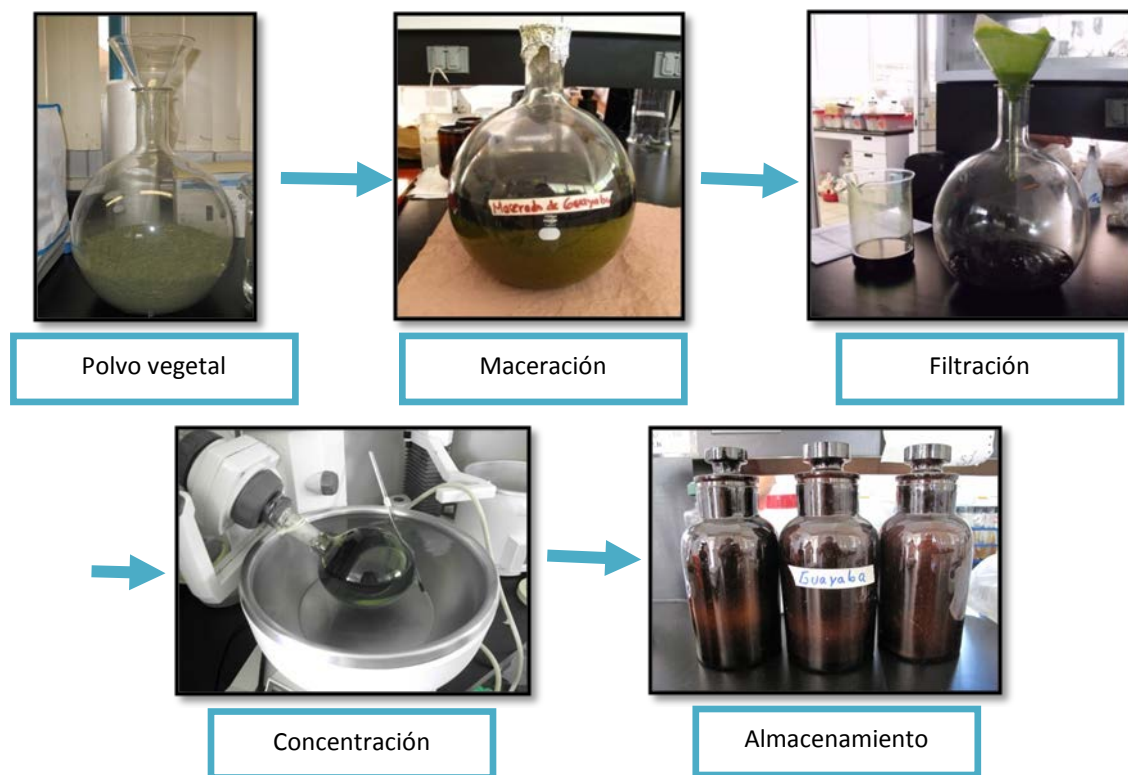 Macerado de Guayaba
Polvo vegetal
Maceración
Filtración
Guayaba
Concentración
Almacenamiento